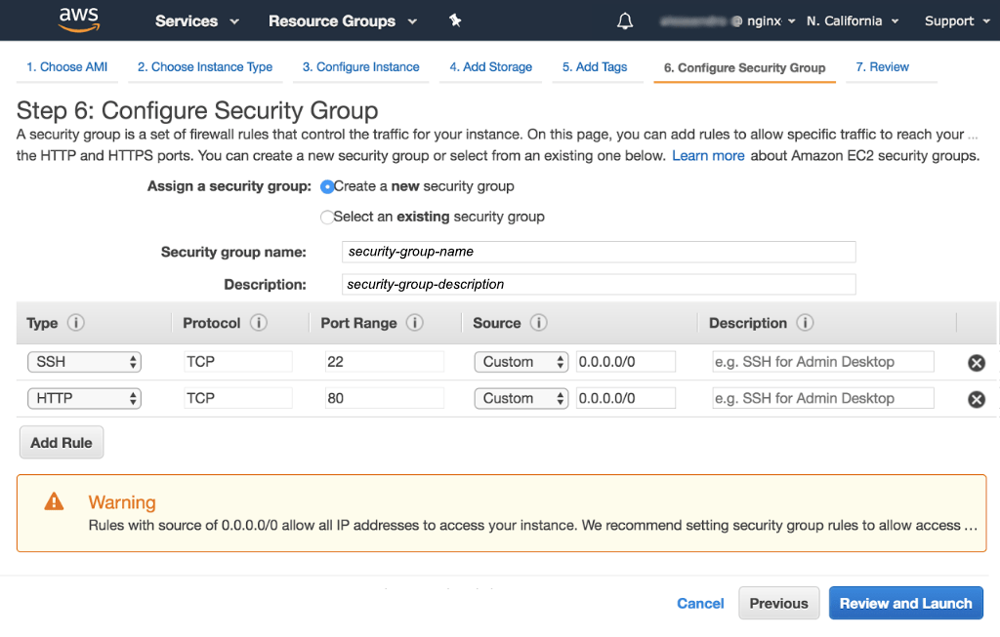 aws Services Resource Groups @ nginx N. California Support
1. Choose AMI 2. Choose Instance Type 3. Configure Instance 4. Add Storage 5. Add Tags 6. Configure Security Group 7. Review
Step 6: Configure Security Group
A security group is a set of firewall rules that control the traffic for your instance. On this page, you can add rules to allow specific traffic to reach your ...
the HTTP and HTTPS ports. You can create a new security group or select from an existing one below. Learn more about Amazon EC2 security groups.
Assign a security group: Create a new security group
Select an existing security group
Security group name: security-group-name
Description: security-group-description
Type Protocol Port Range Source Description
SSH TCP 22 Custom 0.0.0.0/0 e.g. SSH for Admin Desktop
HTTP TCP 80 Custom 0.0.0.0/0 e.g. SSH for Admin Desktop
Add Rule
Warning
Rules with source of 0.0.0.0/0 allow all IP addresses to access your instance. We recommend setting security group rules to allow access ...
Cancel Previous Review and Launch